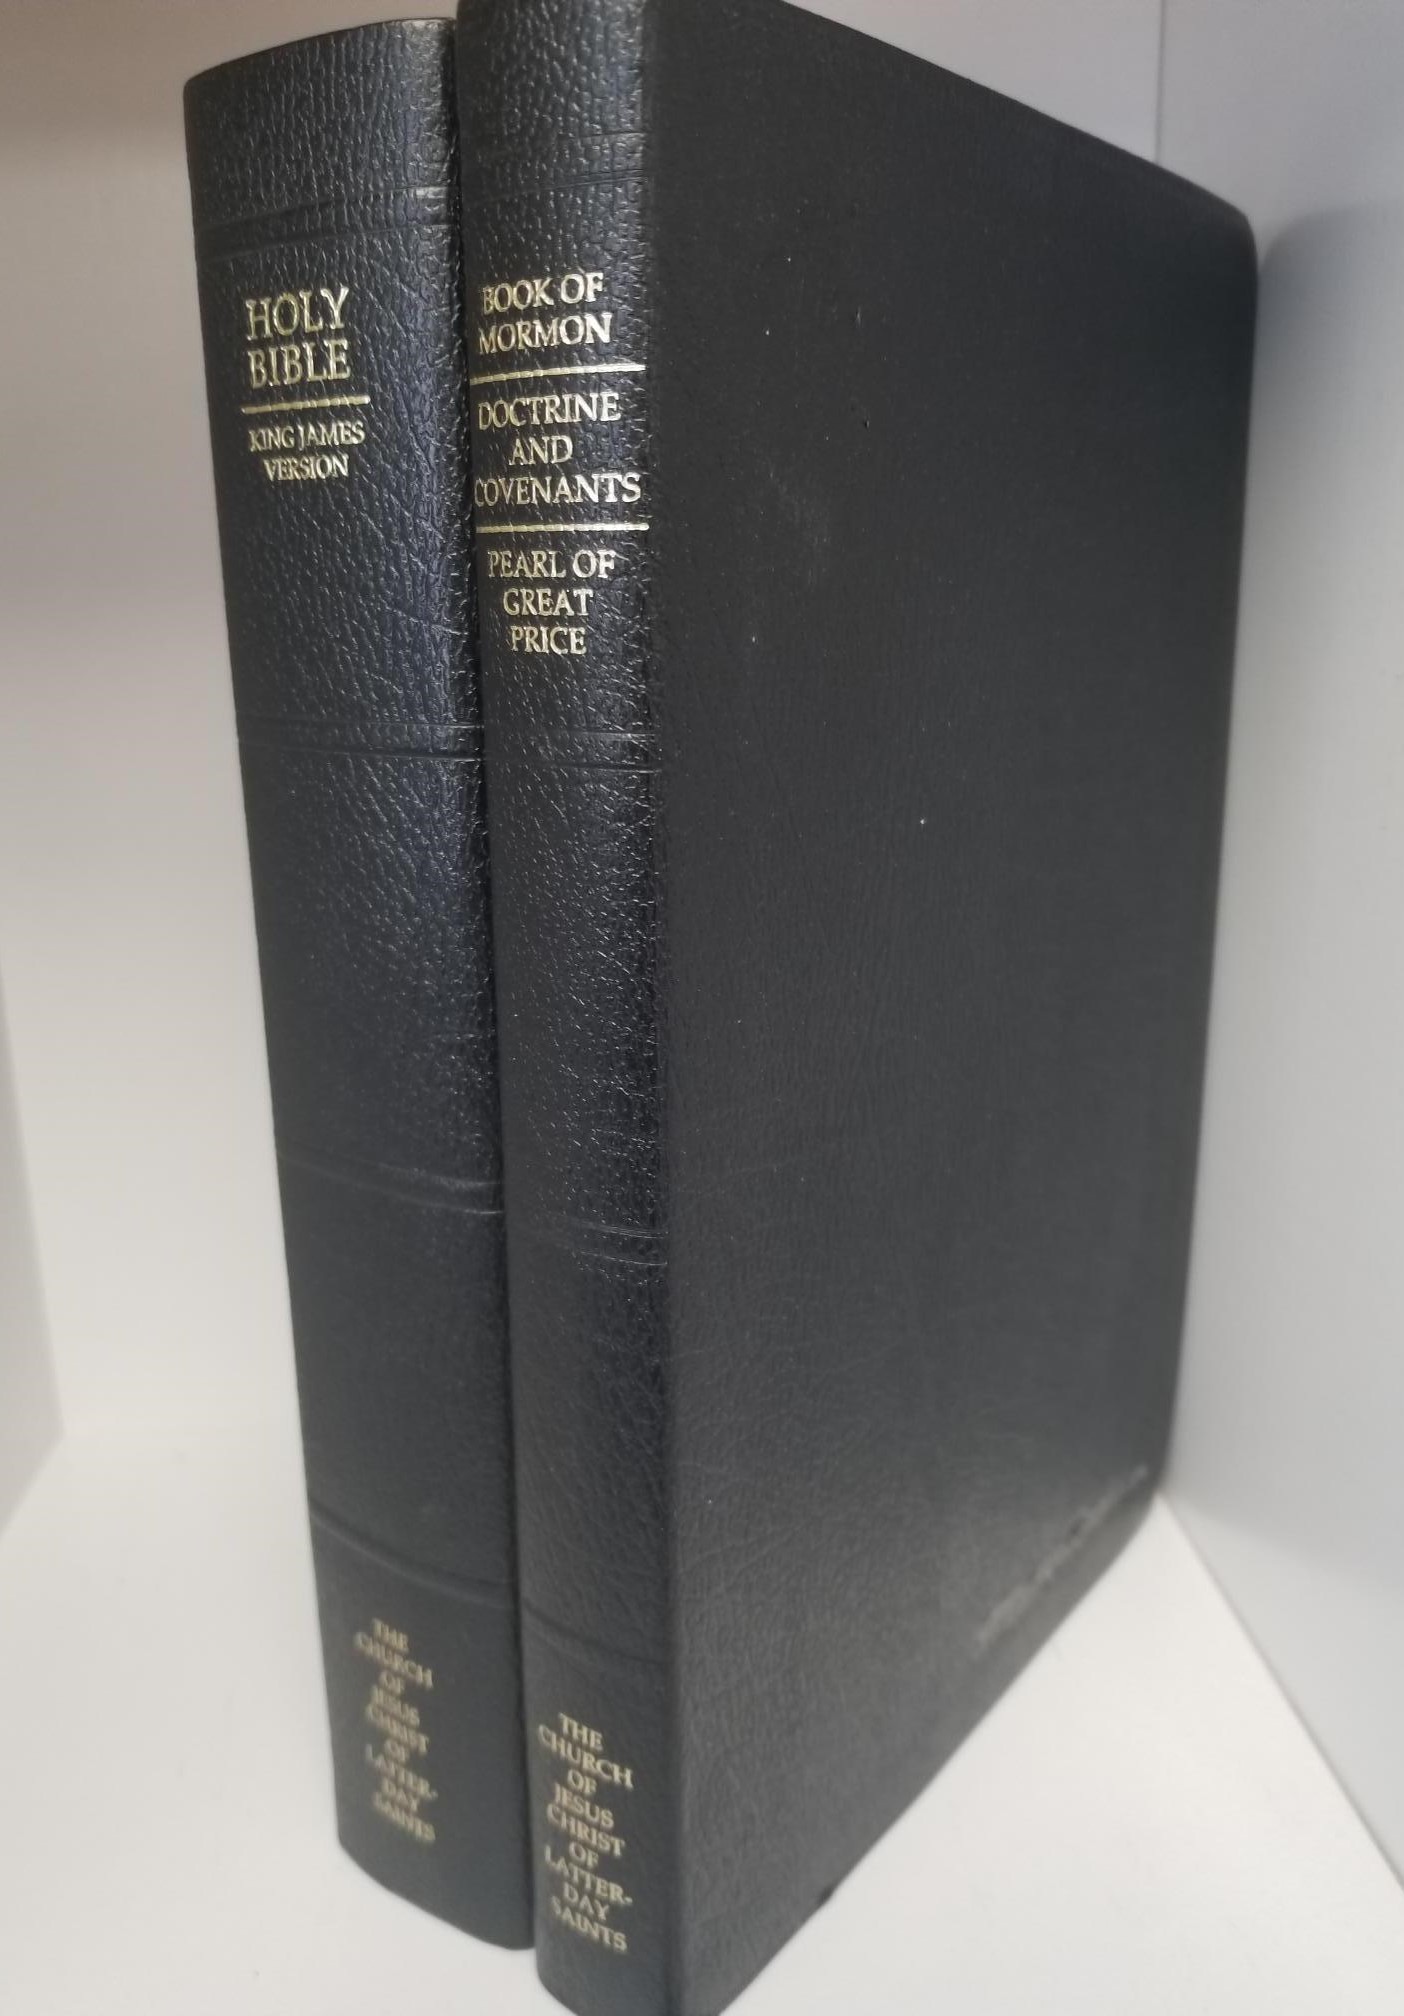 HOLY
BIBLE
KING JAMES
VERSION
THE
CHURCH
OF
JESUS
CHRIST
OF
LATTER-
DAY
SAINTS
BOOK OF
MORMON
DOCTRINE
AND
COVENANTS
PEARL OF
GREAT
PRICE
THE
CHURCH
OF
JESUS
CHRIST
OF
LATTER-
DAY
SAINTS